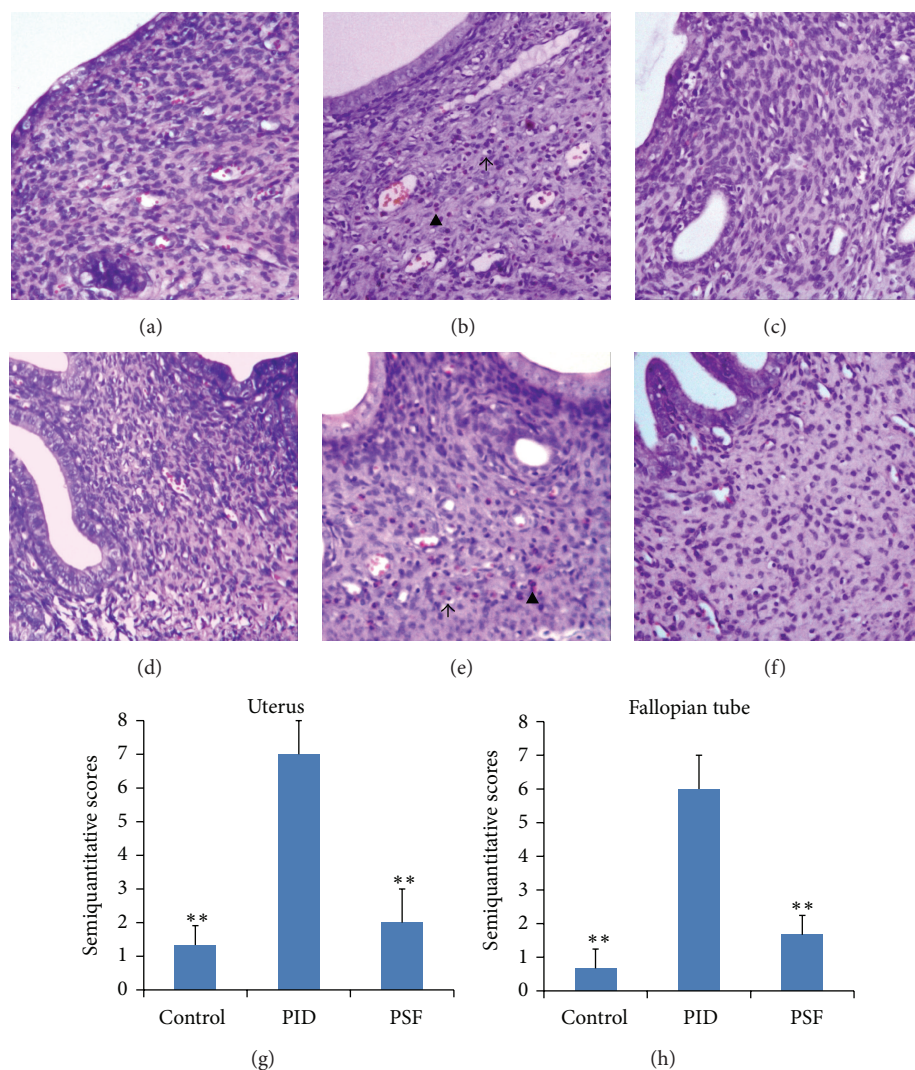 (a)
(b)
(c)
(d)
(e)
(f)
Uterus
Semiquantitative scores
8
7
6
5
4
3
2
1
0
**
**
Control
PID
PSF
(g)
Fallopian tube
Semiquantitative scores
8
7
6
5
4
3
2
1
0
**
**
Control
PID
PSF
(h)